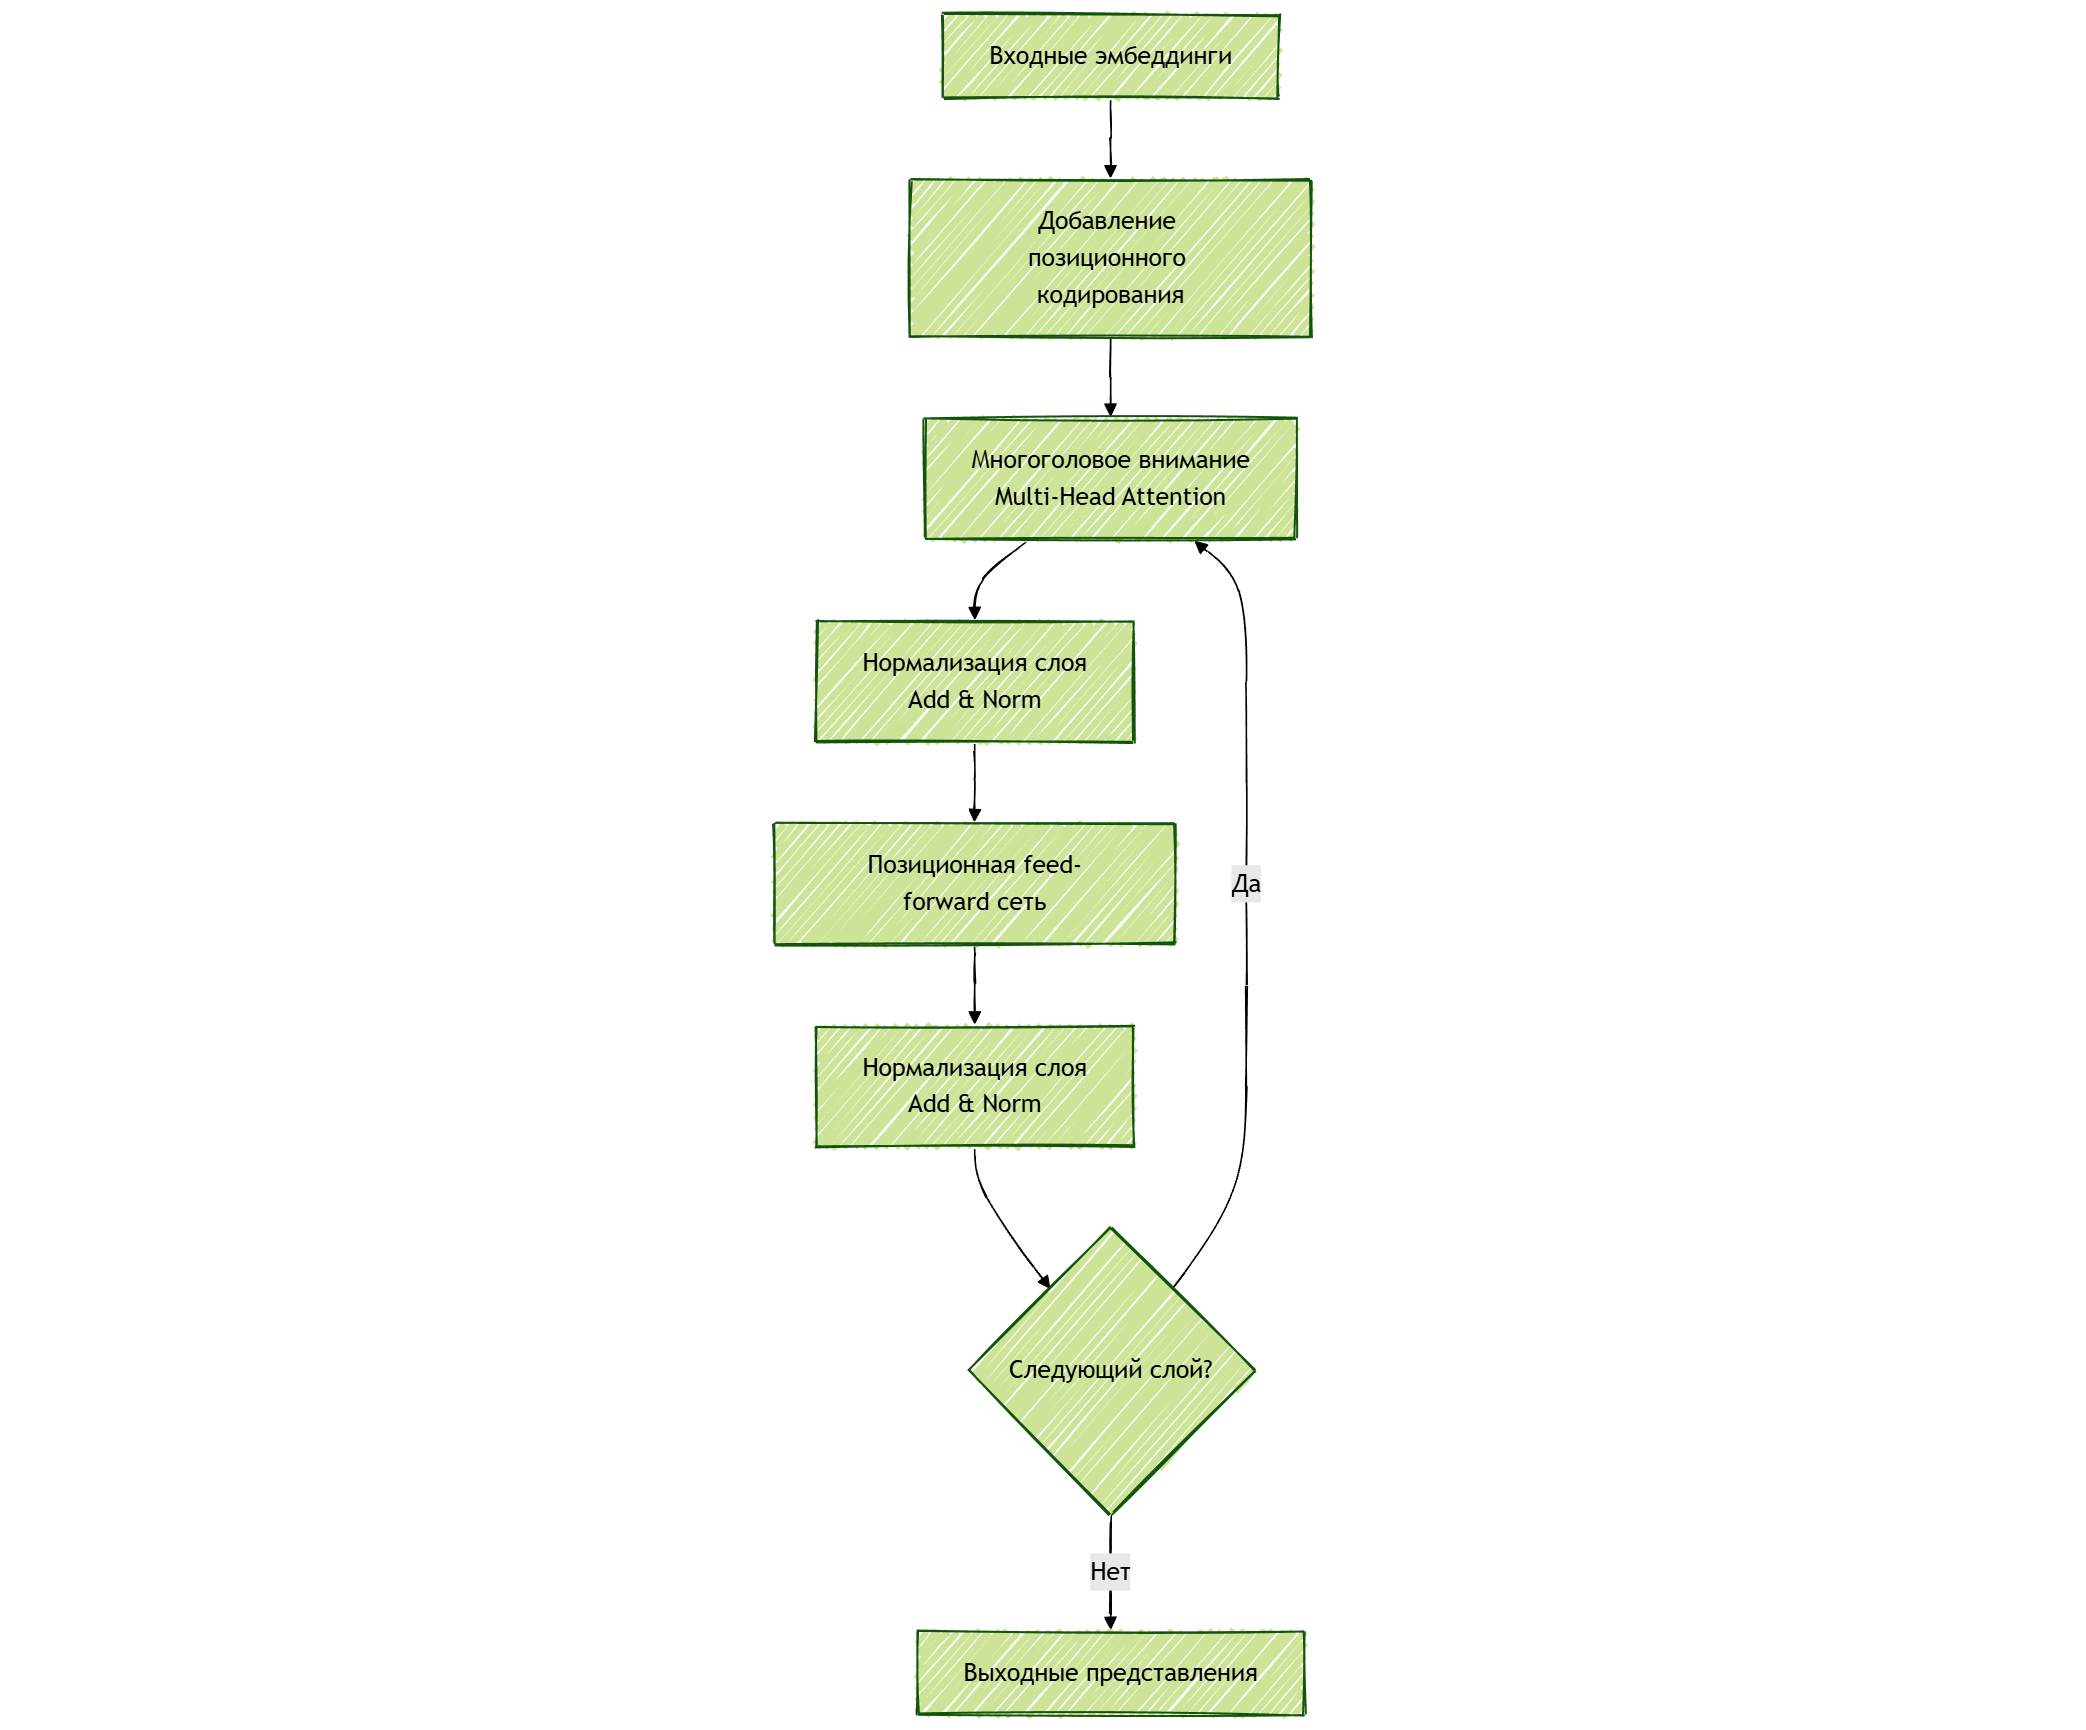 Входные эмбеддинги
Добавление
позиционного
кодирования
Многоголовое внимание
Multi-Head Attention
Нормализация слоя
Add & Norm
Позиционная feed-
forward сеть
Да
Нормализация слоя
Add & Norm
Следующий слой?
Нет
Выходные представления